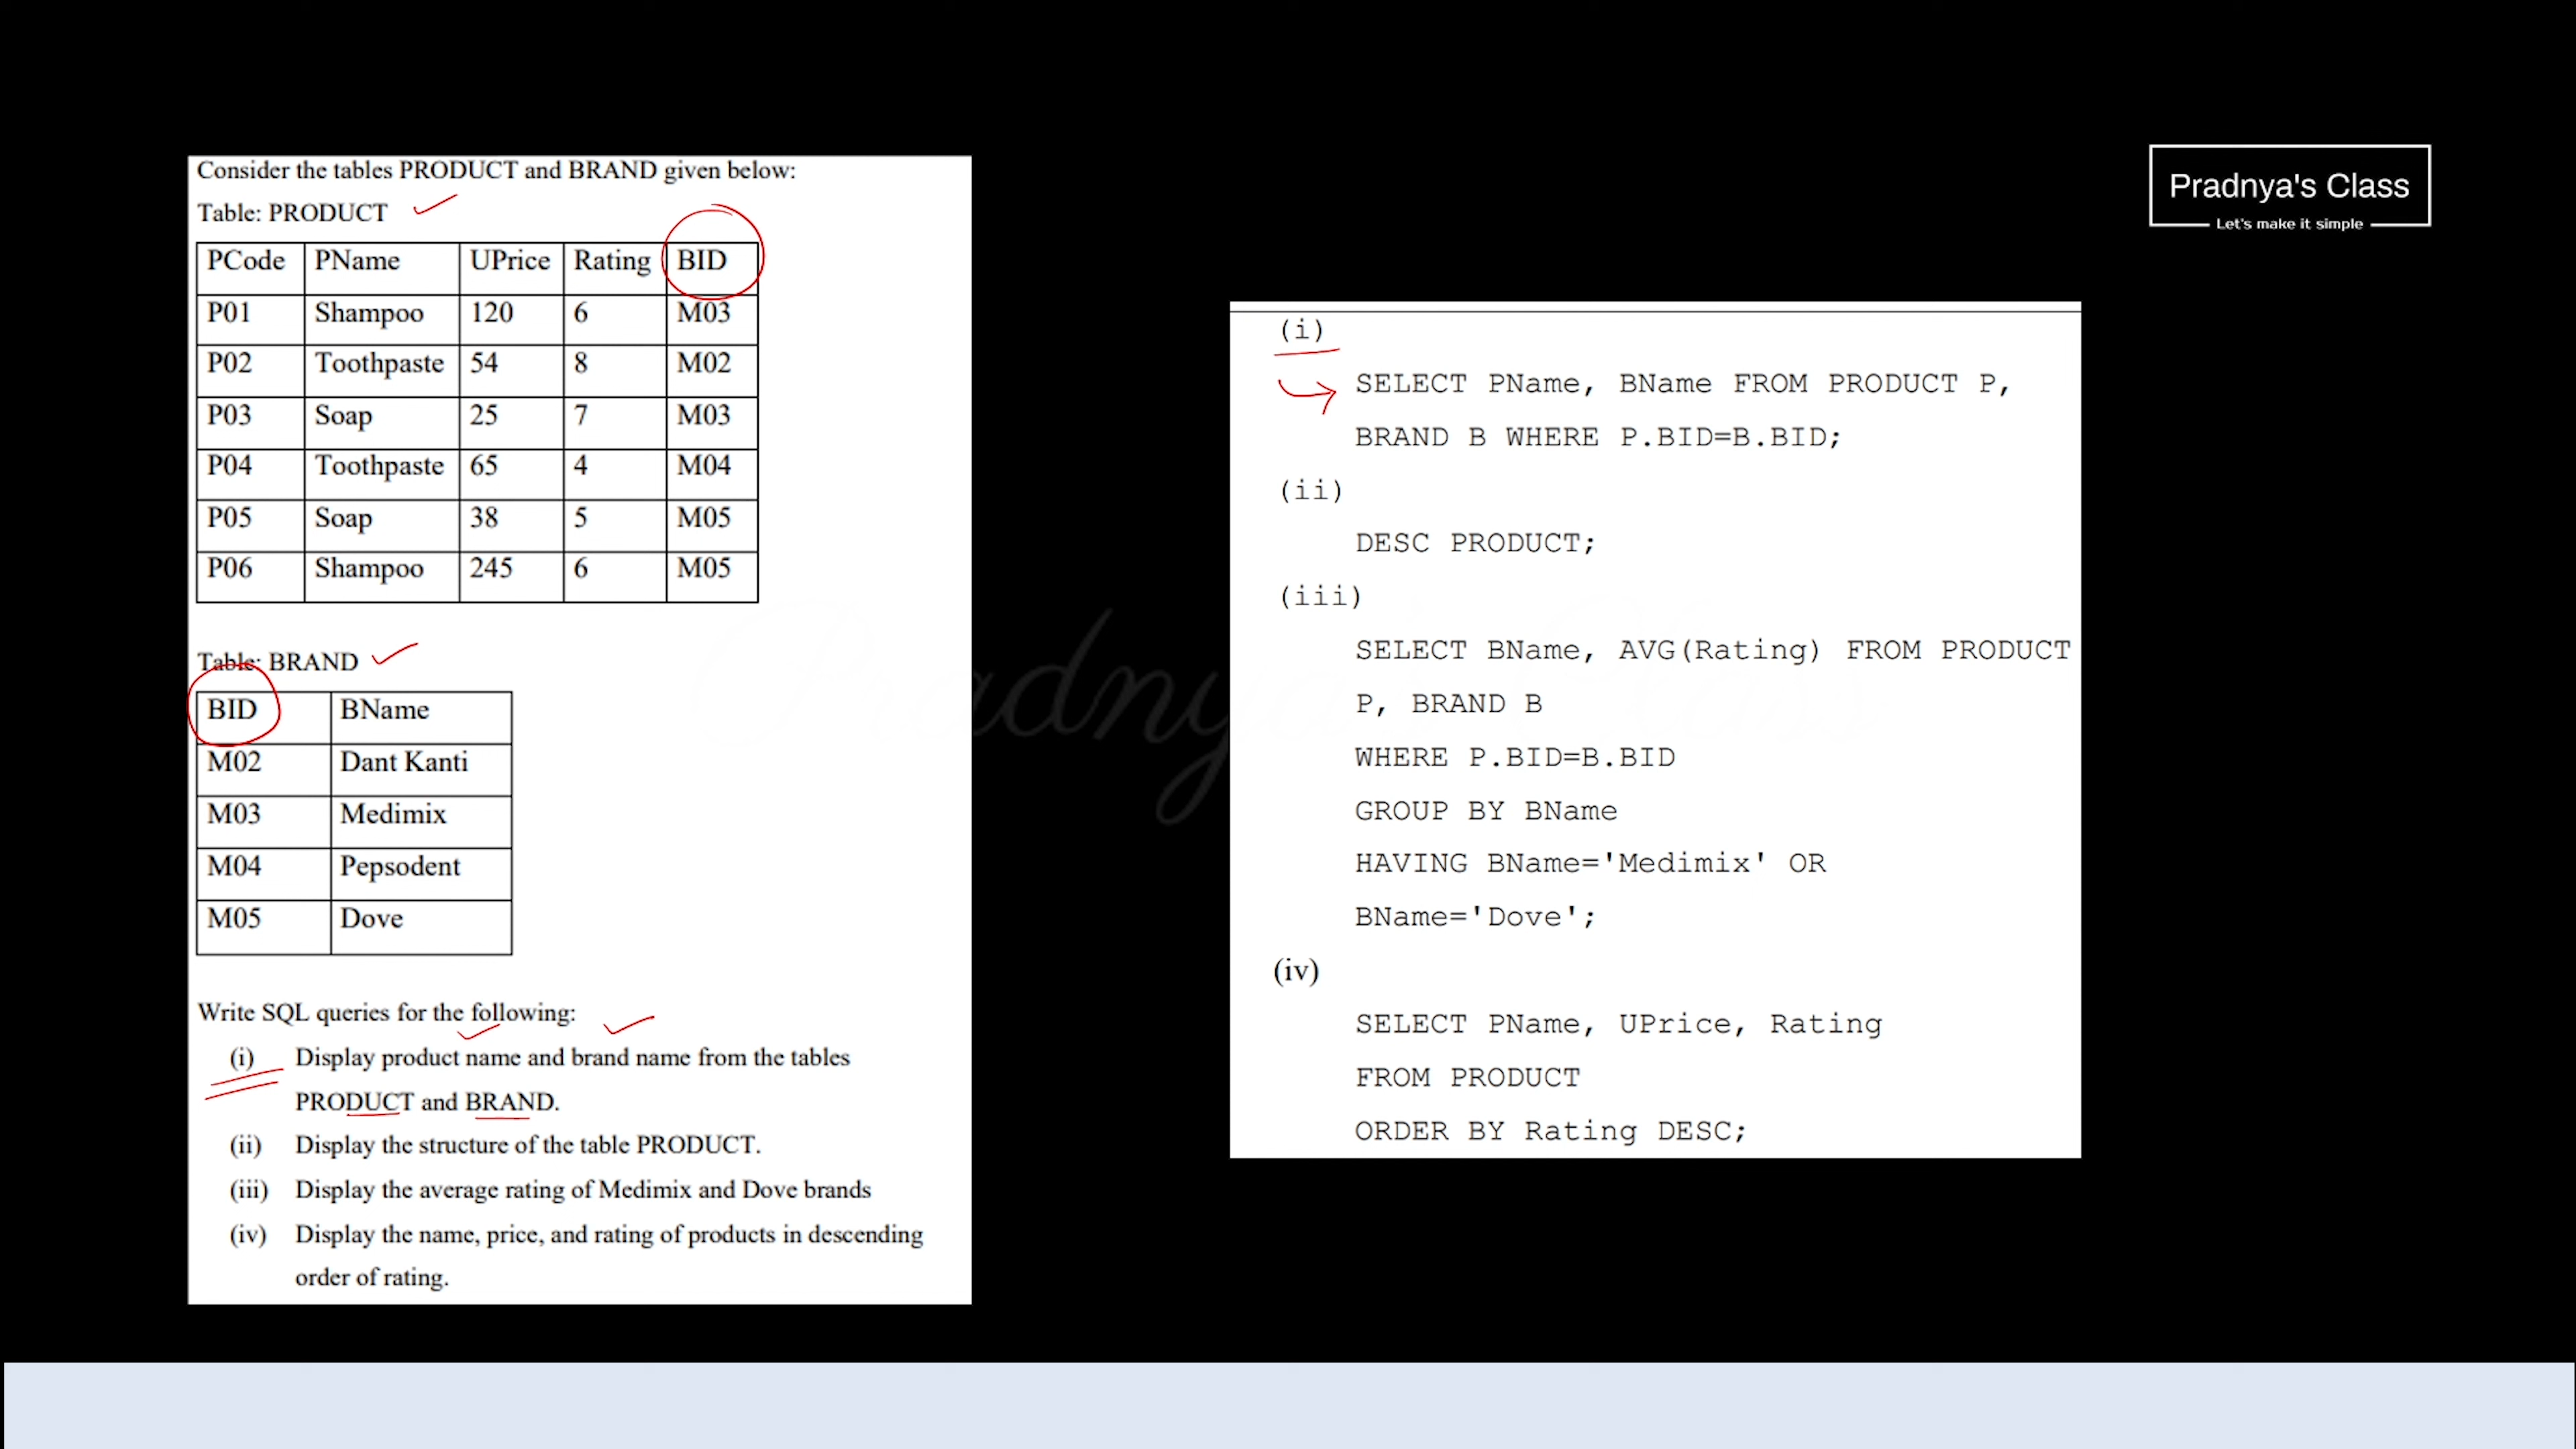 Pradnya's Class
Let's make it simple
Consider the tables PRODUCT and BRAND given below:
Table: PRODUCT
PCode PName UPrice Rating BID
P01 Shampoo 120 6 M03
P02 Toothpaste 54 8 M02
P03 Soap 25 7 M03
P04 Toothpaste 65 4 M04
P05 Soap 38 5 M05
P06 Shampoo 245 6 M05
Table: BRAND
BID BName
M02 Dant Kanti
M03 Medimix
M04 Pepsodent
M05 Dove
Write SQL queries for the following:
(i) Display product name and brand name from the tables
PRODUCT and BRAND.
(ii) Display the structure of the table PRODUCT.
(iii) Display the average rating of Medimix and Dove brands
(iv) Display the name, price, and rating of products in descending
order of rating.
(i)
SELECT PName, BName FROM PRODUCT P,
BRAND B WHERE P.BID=B.BID;
(ii)
DESC PRODUCT;
(iii)
SELECT BName, AVG(Rating) FROM PRODUCT
P, BRAND B
WHERE P.BID=B.BID
GROUP BY BName
HAVING BName='Medimix' OR
BName='Dove';
(iv)
SELECT PName, UPrice, Rating
FROM PRODUCT
ORDER BY Rating DESC;
Pradnya's Class